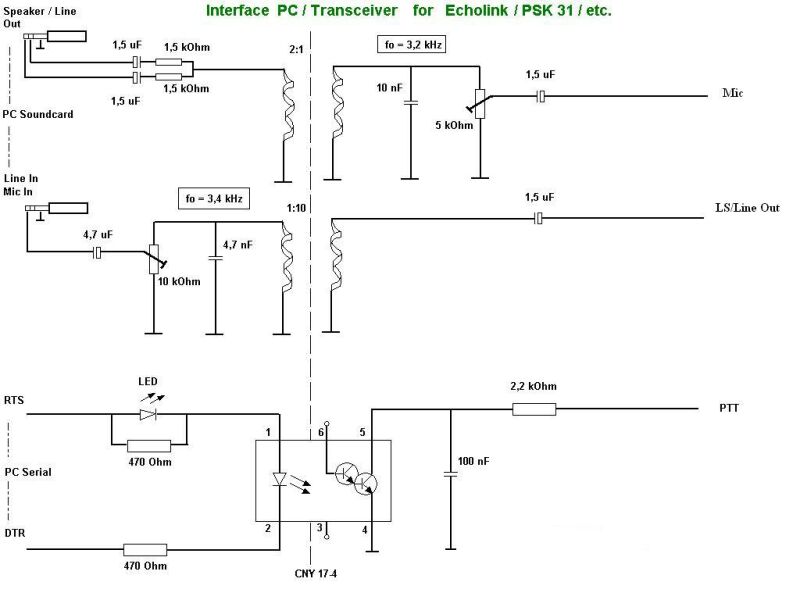 Interface PC / Transceiver for Echolink / PSK 31 / etc.
Speaker / Line
Out
1,5 uF
1,5 kOhm
2:1
fo = 3,2 kHz
1,5 uF
10 nF
Mic
1,5 kOhm
1,5 uF
5 kOhm
PC Soundcard
Line In
Mic In
fo = 3,4 kHz
1:10
1,5 uF
LS/Line Out
4,7 uF
4,7 nF
10 kOhm
LED
2,2 kOhm
RTS
PTT
1
6
5
470 Ohm
100 nF
PC Serial
2
3
4
DTR
470 Ohm
CNY 17-4